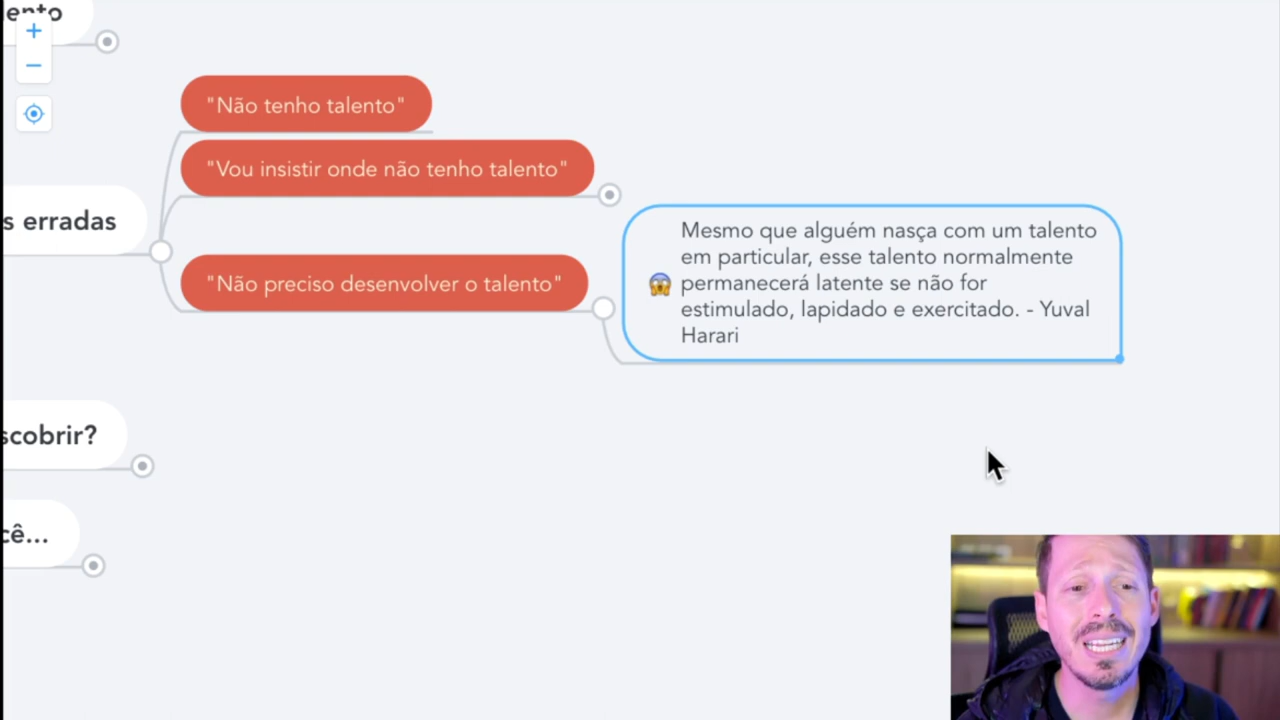 ento
"Não tenho talento"
"Vou insistir onde não tenho talento"
s erradas
"Não preciso desenvolver o talento"
Mesmo que alguém nasça com um talento
em particular, esse talento normalmente
permanecerá latente se não for
estimulado, lapidado e exercitado. - Yuval
Harari
scobrir?
cê...